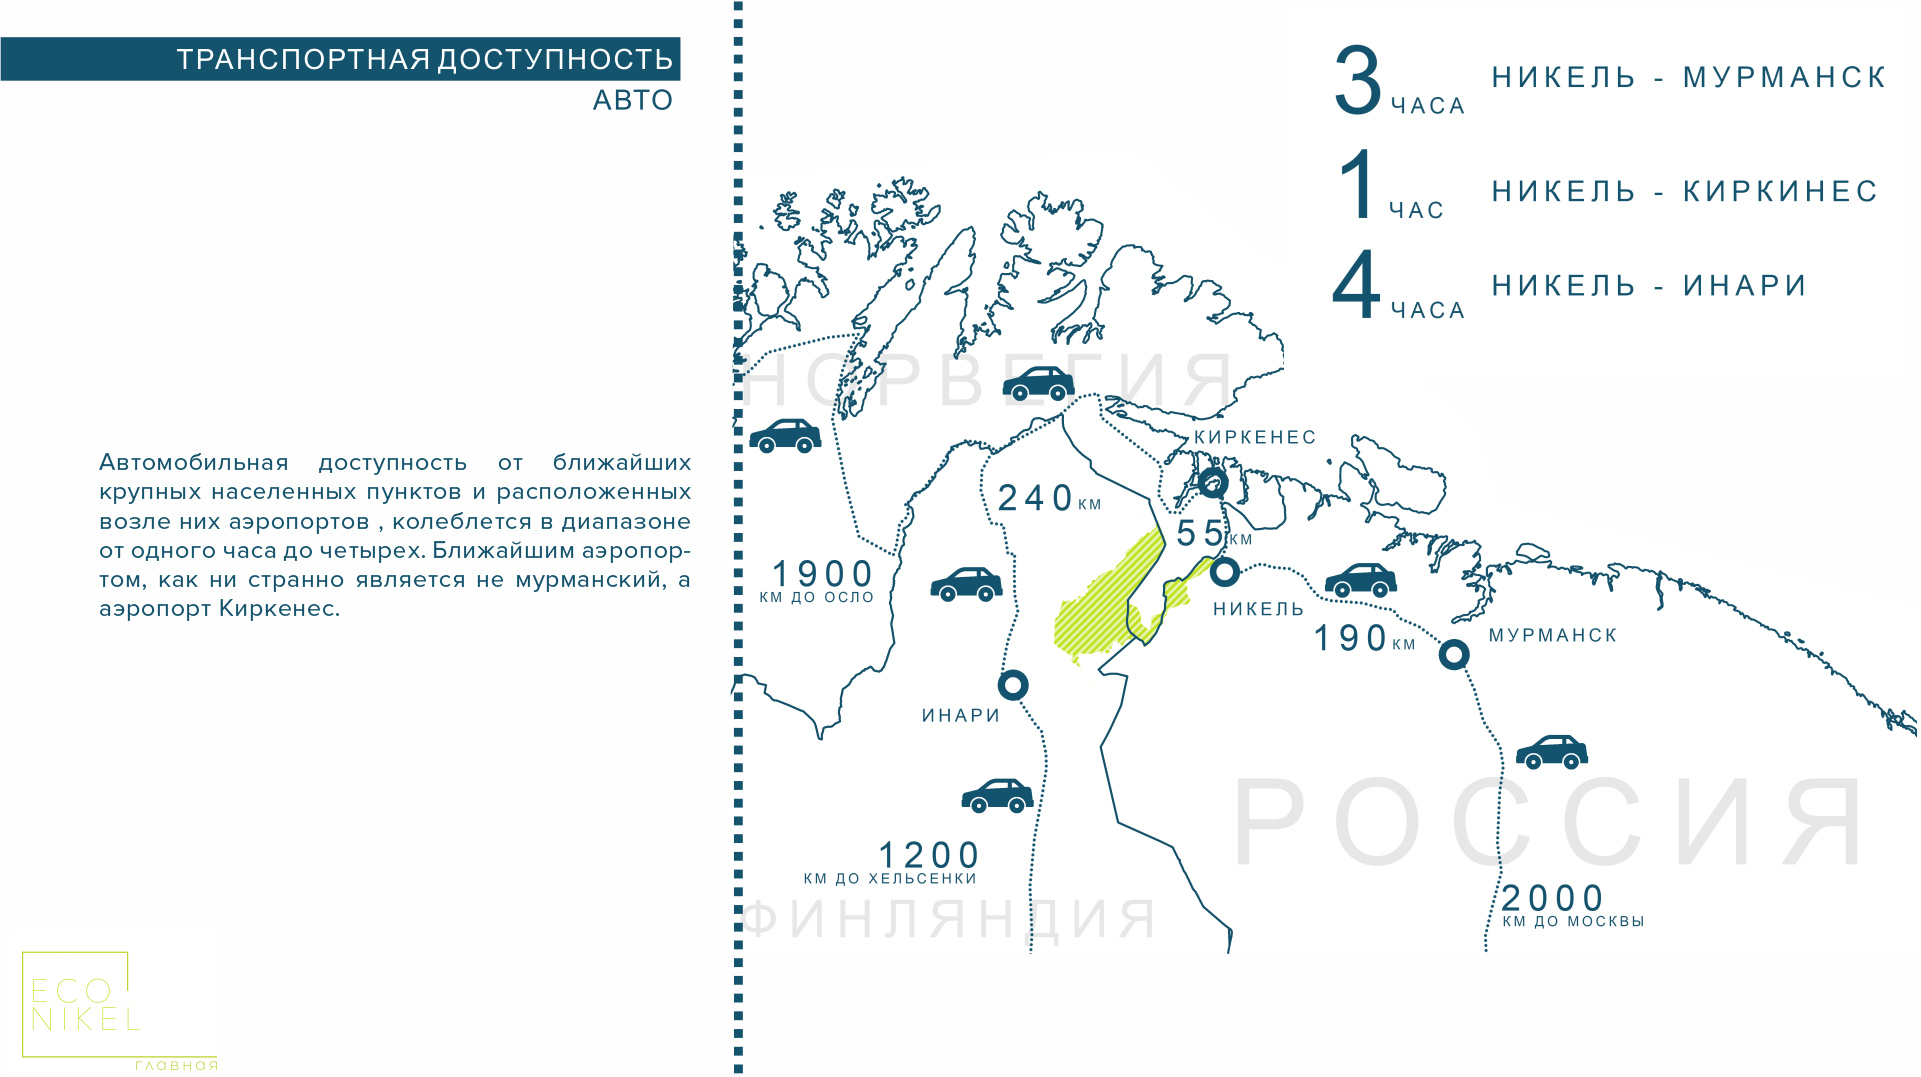 ТРАНСПОРТНАЯ ДОСТУПНОСТЬ
АВТО
Автомобильная доступность от ближайших
крупных населенных пунктов и расположенных
возле них аэропортов , колеблется в диапазоне
от одного часа до четырех. Ближайшим аэропор-
том, как ни странно является не мурманский, а
аэропорт Киркенес.
3 ЧАСА НИКЕЛЬ - МУРМАНСК
1 ЧАС НИКЕЛЬ - КИРКИНЕС
4 ЧАСА НИКЕЛЬ - ИНАРИ
НОРВЕГИЯ
КИРКЕНЕС
240 КМ
55 КМ
1900
КМ ДО ОСЛО
НИКЕЛЬ
190 КМ
МУРМАНСК
ИНАРИ
РОССИЯ
1200
КМ ДО ХЕЛЬСЕНКИ
2000
КМ ДО МОСКВЫ
ФИНЛЯНДИЯ
ECO
NIKEL
главная